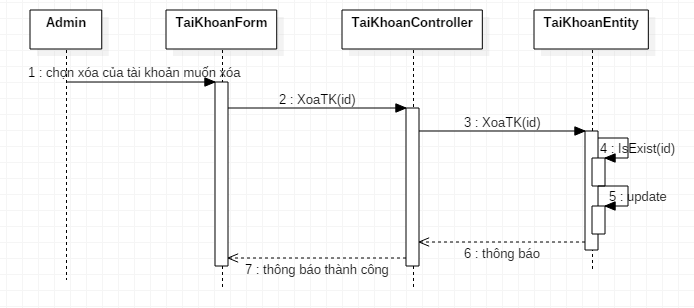 Admin
TaiKhoanForm
TaiKhoanController
TaiKhoanEntity
1 : chọn xóa của tài khoản muốn xóa
2 : XoaTK(id)
3 : XoaTK(id)
4 : IsExist(id)
5 : update
6 : thông báo
7 : thông báo thành công